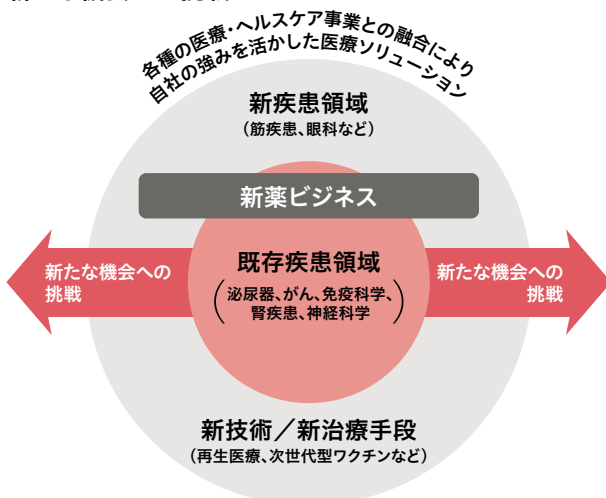 各種の医療・ヘルスケア事業との融合により
自社の強みを活かした医療ソリューション
新疾患領域
(筋疾患、眼科など)
新薬ビジネス
新たな機会への
挑戦
既存疾患領域
(泌尿器、がん、免疫科学、
腎疾患、神経科学)
新たな機会への
挑戦
新技術/新治療手段
(再生医療、次世代型ワクチンなど)